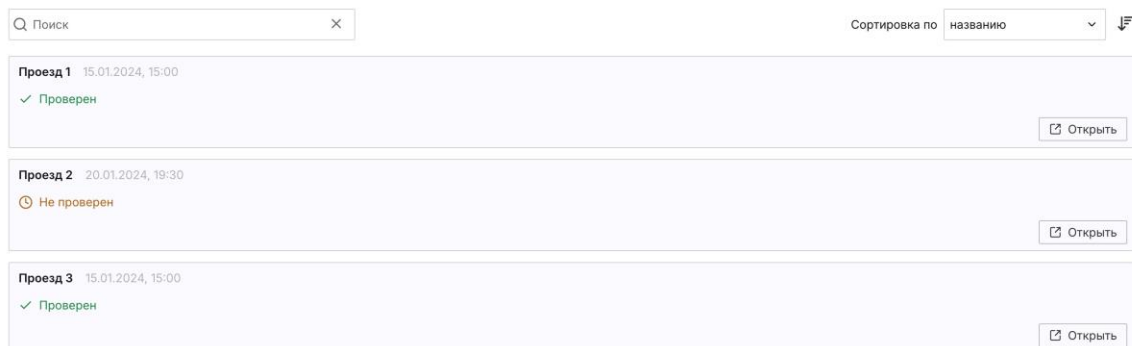 Поиск
Сортировка по названию
Проезд 1 15.01.2024, 15:00
Проверен
Открыть
Проезд 2 20.01.2024, 19:30
Не проверен
Открыть
Проезд 3 15.01.2024, 15:00
Проверен
Открыть